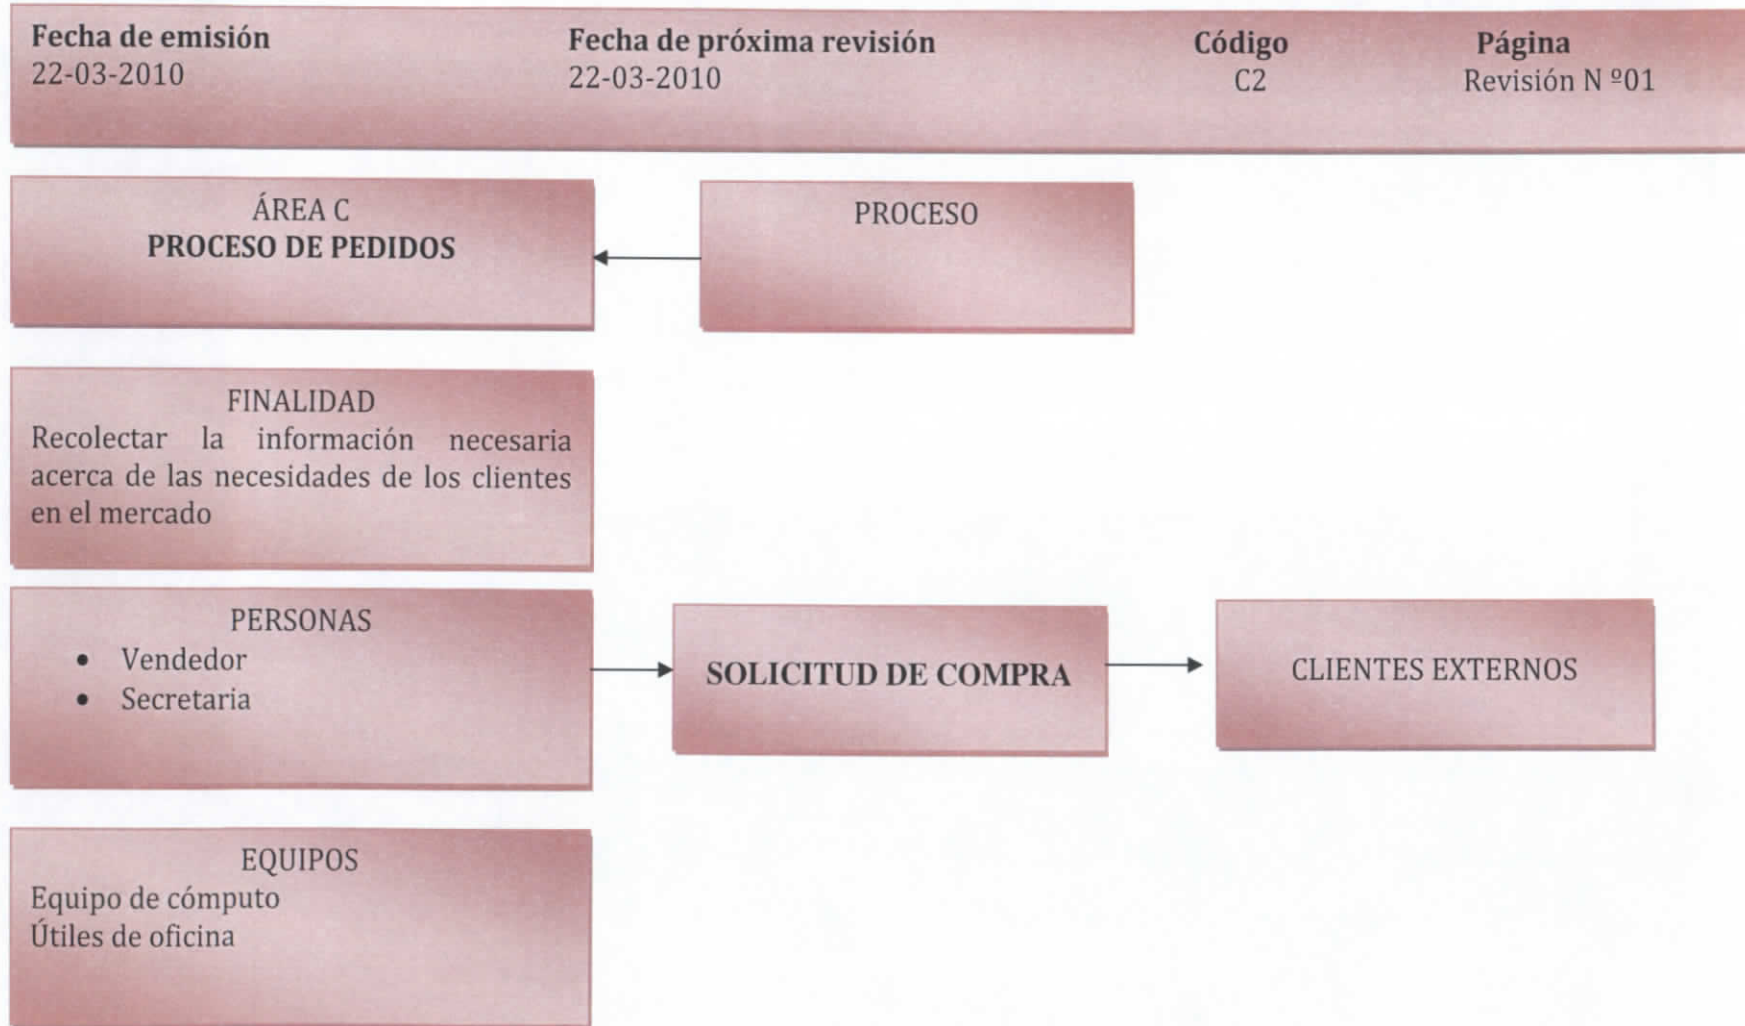 Fecha de emisión Fecha de próxima revisión Código Página
22-03-2010 22-03-2010 C2 Revisión N º01
ÁREA C
PROCESO DE PEDIDOS
PROCESO
FINALIDAD
Recolectar la información necesaria
acerca de las necesidades de los clientes
en el mercado
PERSONAS
• Vendedor
• Secretaria
SOLICITUD DE COMPRA
CLIENTES EXTERNOS
EQUIPOS
Equipo de cómputo
Útiles de oficina